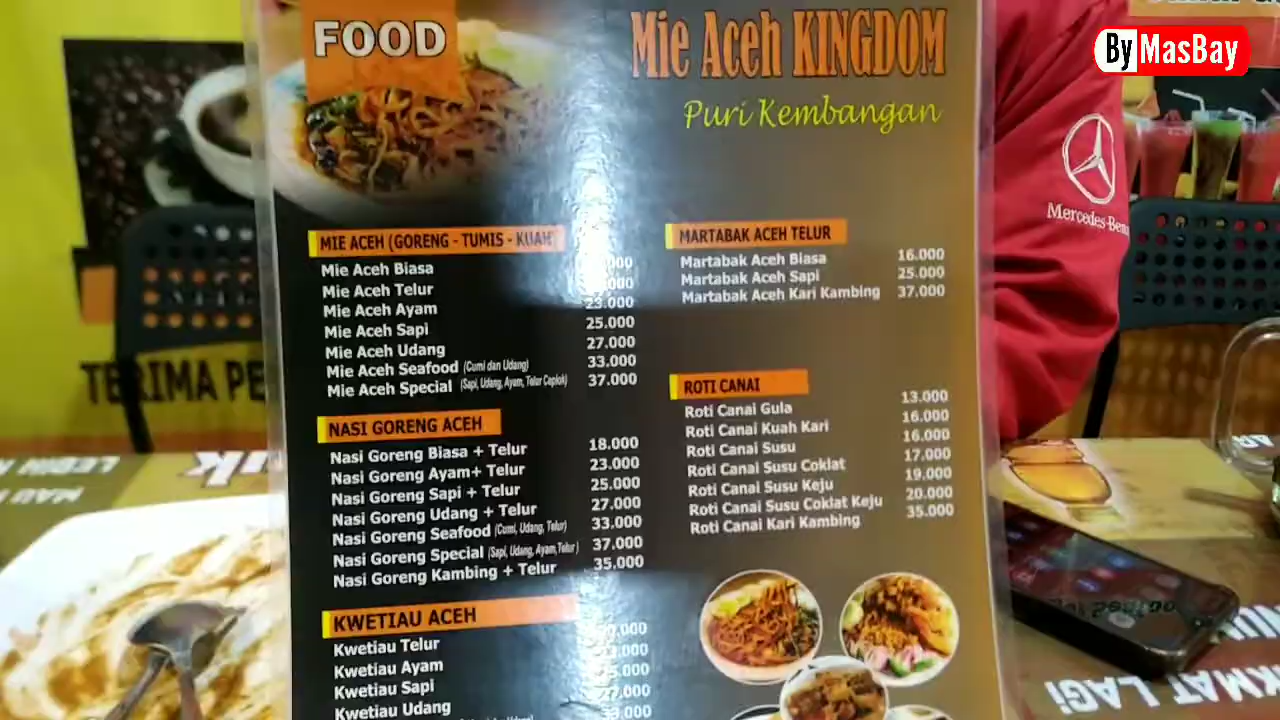 FOOD
Mie Aceh KINGDOM
Puri Kembangan
By MasBay
Mercedes-Benz
MIE ACEH (GORENG - TUMIS - KUAH)
Mie Aceh Biasa
Mie Aceh Telur
Mie Aceh Ayam 23.000
Mie Aceh Sapi 25.000
Mie Aceh Udang 27.000
Mie Aceh Seafood (Cumi dan Udang) 33.000
Mie Aceh Special (Sapi, Udang, Ayam, Telur Ceplok) 37.000
NASI GORENG ACEH
Nasi Goreng Biasa + Telur 18.000
Nasi Goreng Ayam+ Telur 23.000
Nasi Goreng Sapi + Telur 25.000
Nasi Goreng Udang + Telur 27.000
Nasi Goreng Seafood (Cumi, Udang, Telur) 33.000
Nasi Goreng Special (Sapi, Udang, Ayam, Telur) 37.000
Nasi Goreng Kambing + Telur 35.000
KWETIAU ACEH
Kwetiau Telur
Kwetiau Ayam
Kwetiau Sapi
Kwetiau Udang
MARTABAK ACEH TELUR
Martabak Aceh Biasa 16.000
Martabak Aceh Sapi 25.000
Martabak Aceh Kari Kambing 37.000
ROTI CANAI
Roti Canai Gula 13.000
Roti Canai Kuah Kari 16.000
Roti Canai Susu 16.000
Roti Canai Susu Coklat 17.000
Roti Canai Susu Keju 19.000
Roti Canai Susu Coklat Keju 20.000
Roti Canai Kari Kambing 35.000
TERIMA PE
LAGi